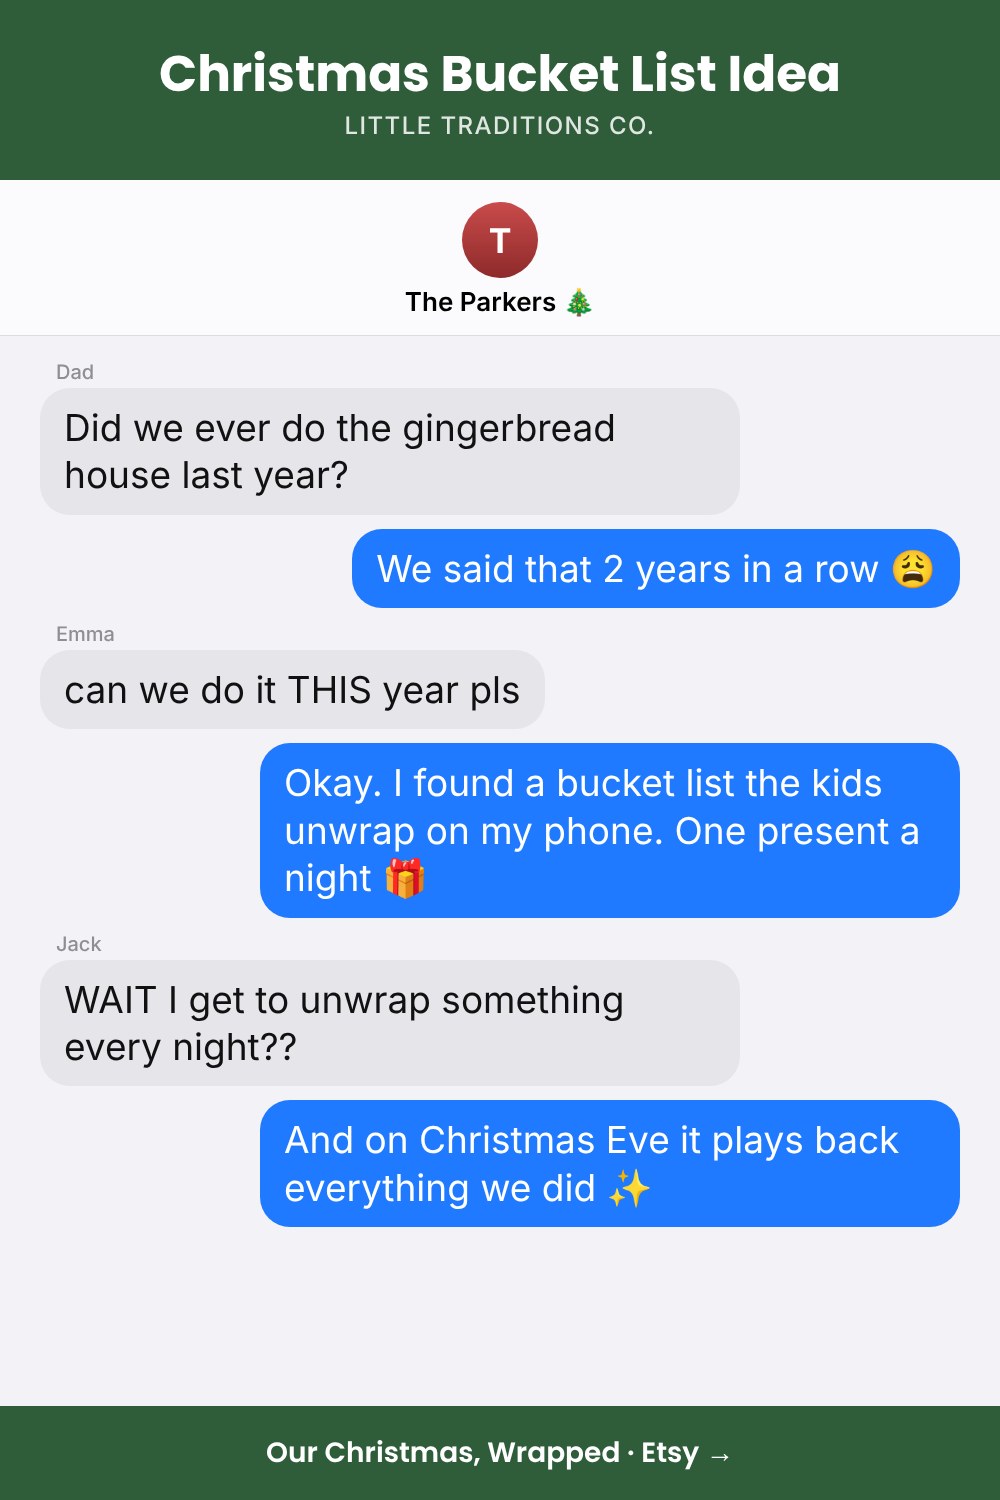 Christmas Bucket List Idea
LITTLE TRADITIONS CO.
T
The Parkers 🎄
Dad
Did we ever do the gingerbread
house last year?
We said that 2 years in a row 😩
Emma
can we do it THIS year pls
Okay. I found a bucket list the kids
unwrap on my phone. One present a
night 🎁
Jack
WAIT I get to unwrap something
every night??
And on Christmas Eve it plays back
everything we did ✨
Our Christmas, Wrapped · Etsy →